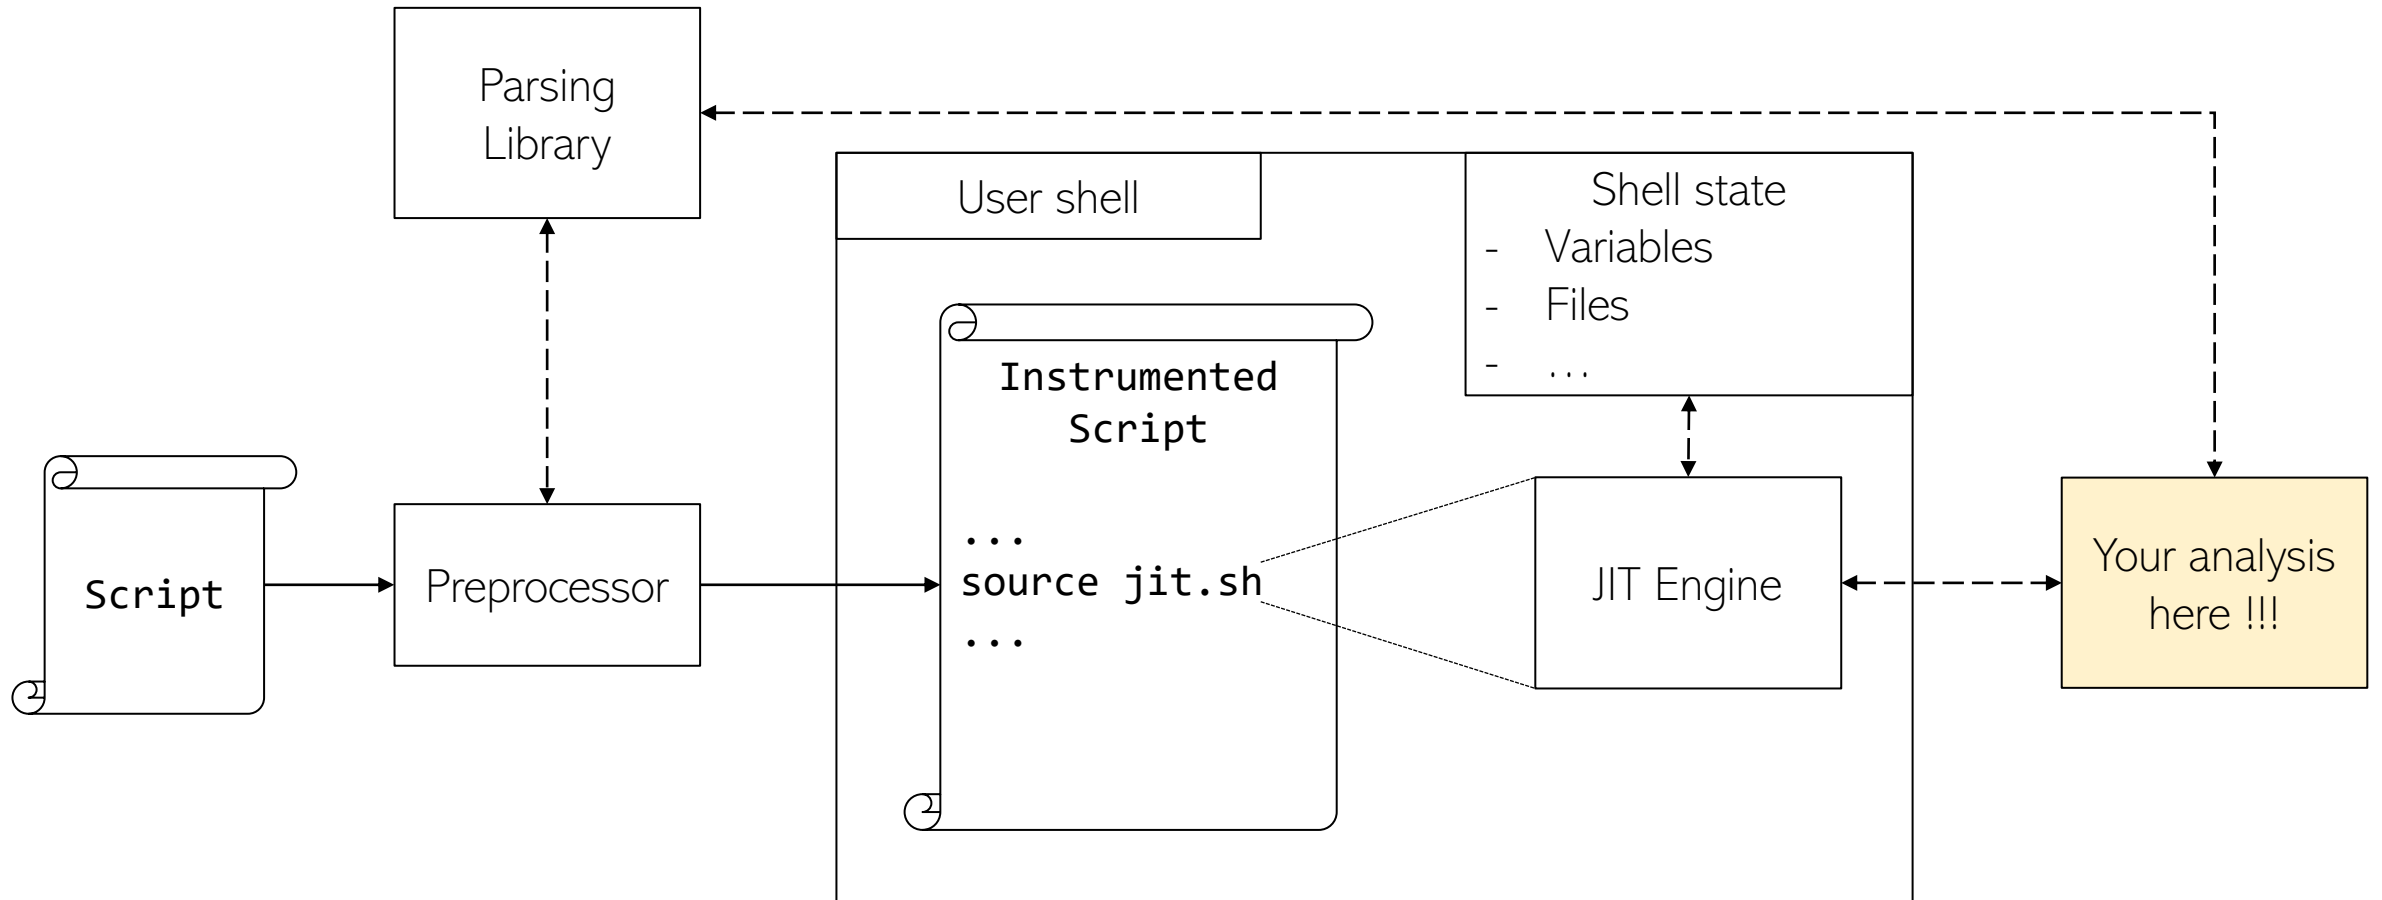 Parsing
Library
User shell
Shell state
- Variables
- Files
- ...
Instrumented
Script
...
source jit.sh
...
Script
Preprocessor
JIT Engine
Your analysis
here !!!